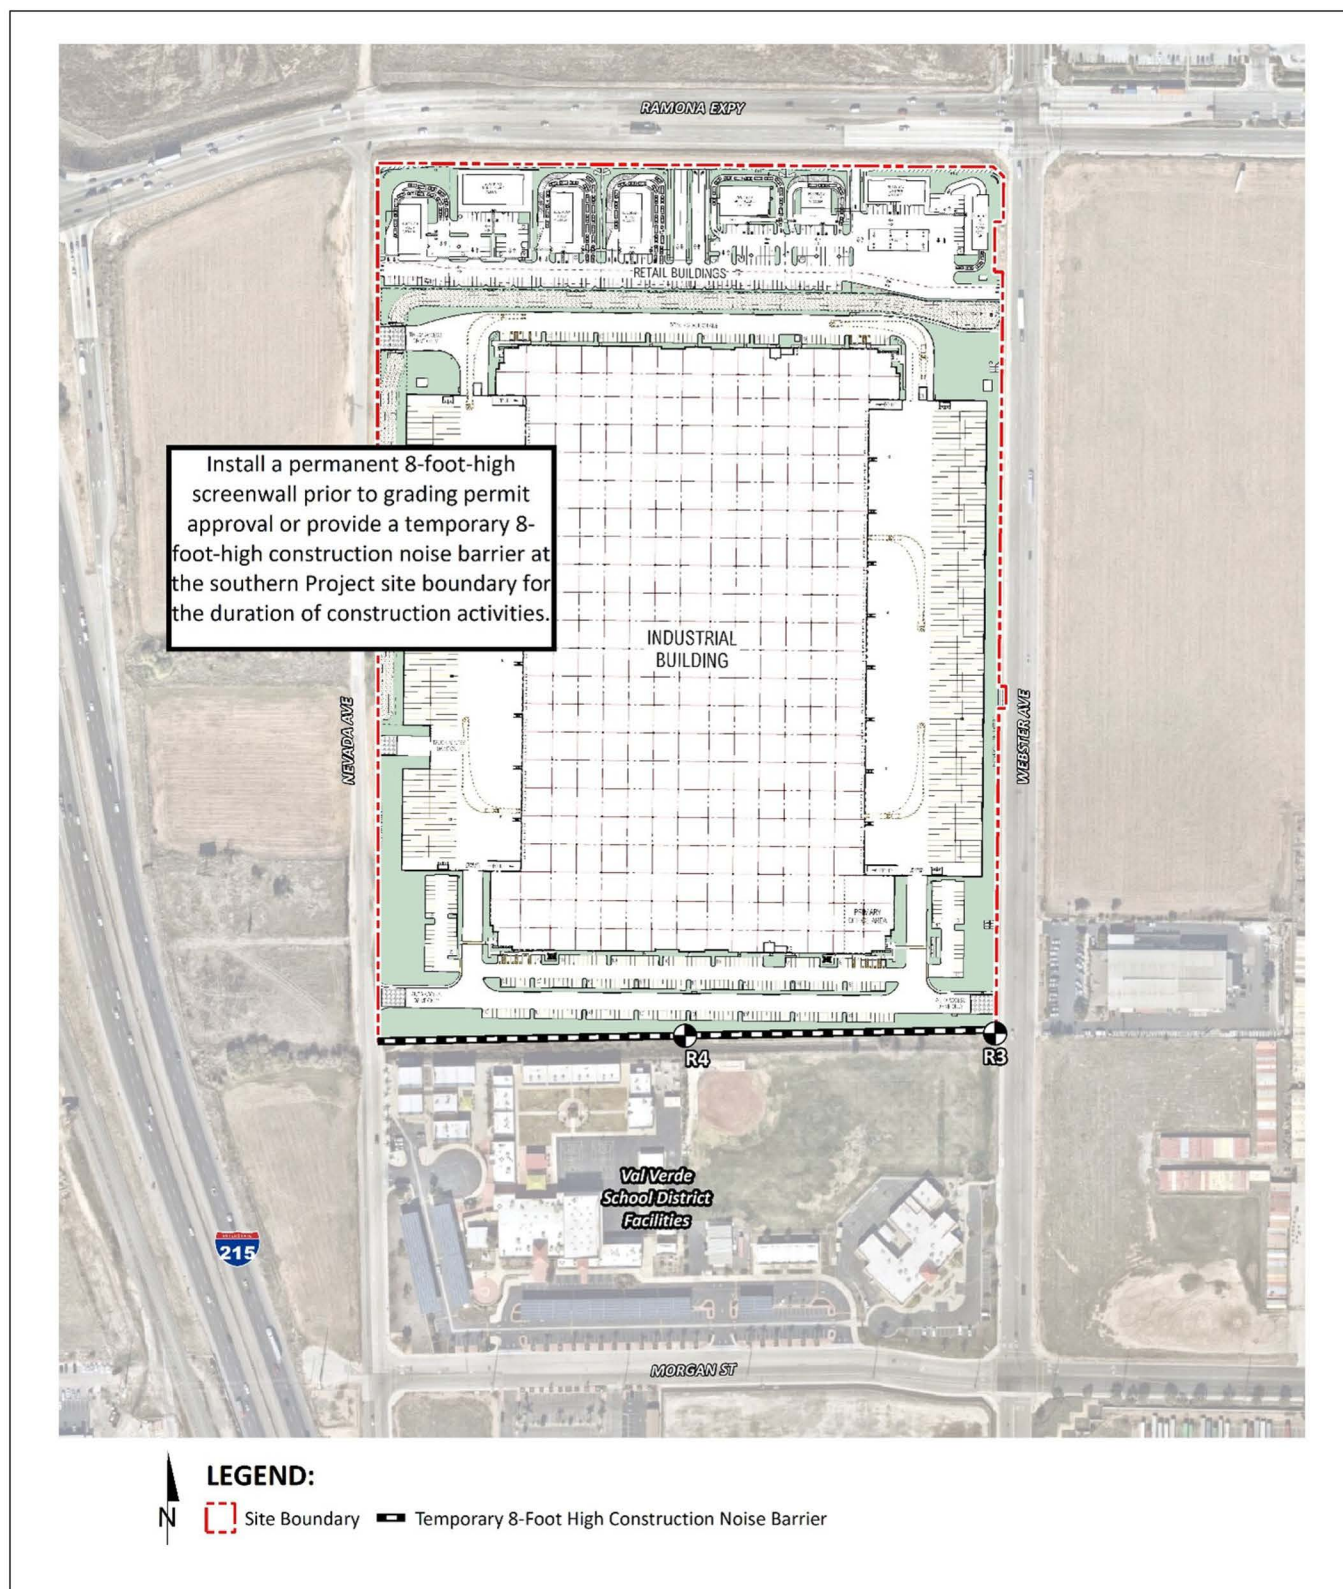 RAMONA EXPY
RETAIL BUILDINGS
Install a permanent 8-foot-high
screenwall prior to grading permit
approval or provide a temporary 8-
foot-high construction noise barrier at
the southern Project site boundary for
the duration of construction activities.
INDUSTRIAL
BUILDING
NEVADA AVE
WEBSTER AVE
PRIMARY
R4
R3
Val Verde
School District
Facilities
215
MORGAN ST
N
LEGEND:
Site Boundary
Temporary 8-Foot High Construction Noise Barrier